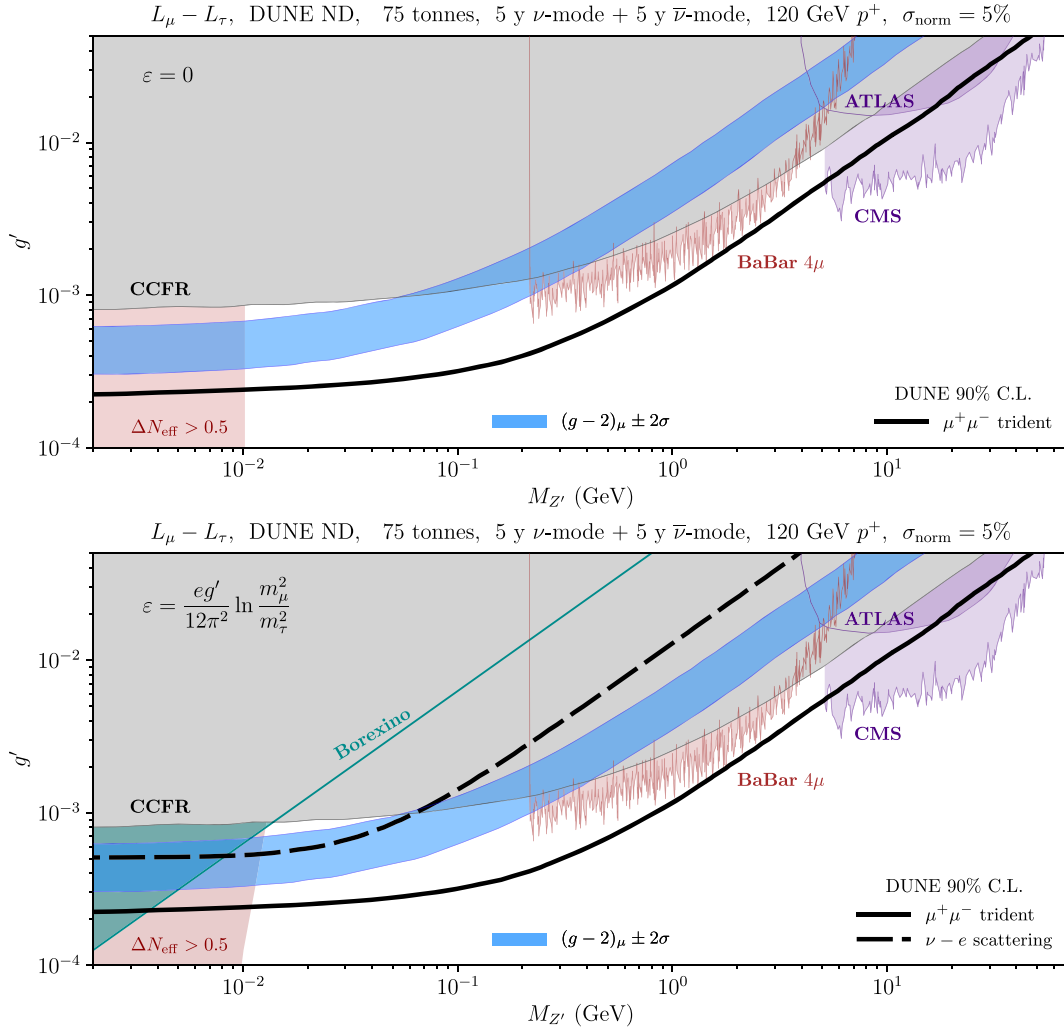 L_μ − L_τ, DUNE ND, 75 tonnes, 5 y ν-mode + 5 y ν̅-mode, 120 GeV p⁺, σ_norm = 5%
ε = 0
ATLAS
CMS
BaBar 4μ
CCFR
ΔN_eff > 0.5
(g − 2)_μ ± 2σ
DUNE 90% C.L.
μ⁺μ⁻ trident
10⁻²
10⁻³
10⁻⁴
g′
10⁻² 10⁻¹ 10⁰ 10¹
M_Z′ (GeV)
L_μ − L_τ, DUNE ND, 75 tonnes, 5 y ν-mode + 5 y ν̅-mode, 120 GeV p⁺, σ_norm = 5%
ε = eg′/12π² ln m_μ²/m_τ²
ATLAS
Borexino
CMS
BaBar 4μ
CCFR
ΔN_eff > 0.5
(g − 2)_μ ± 2σ
DUNE 90% C.L.
μ⁺μ⁻ trident
ν − e scattering
10⁻²
10⁻³
10⁻⁴
g′
10⁻² 10⁻¹ 10⁰ 10¹
M_Z′ (GeV)